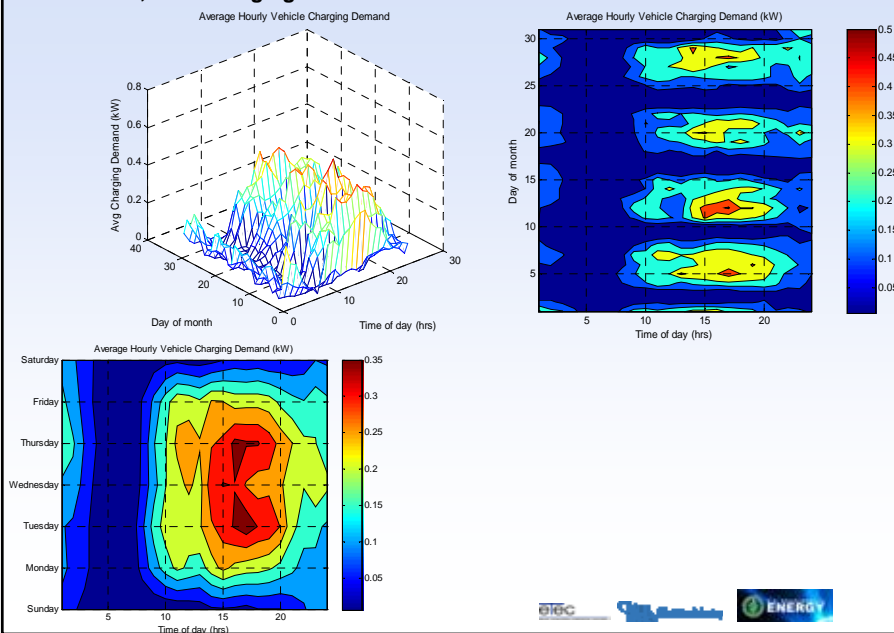 Average Hourly Vehicle Charging Demand
Avg Charging Demand (kW)
0.8
0.6
0.4
0.2
0
40
30
20
10
0
0
10
20
30
Day of month
Time of day (hrs)
Average Hourly Vehicle Charging Demand (kW)
Day of month
30
25
20
15
10
5
5
10
15
20
Time of day (hrs)
0.5
0.45
0.4
0.35
0.3
0.25
0.2
0.15
0.1
0.05
Average Hourly Vehicle Charging Demand (kW)
Saturday
Friday
Thursday
Wednesday
Tuesday
Monday
Sunday
5
10
15
20
Time of day (hrs)
0.35
0.3
0.25
0.2
0.15
0.1
0.05
ENERGY